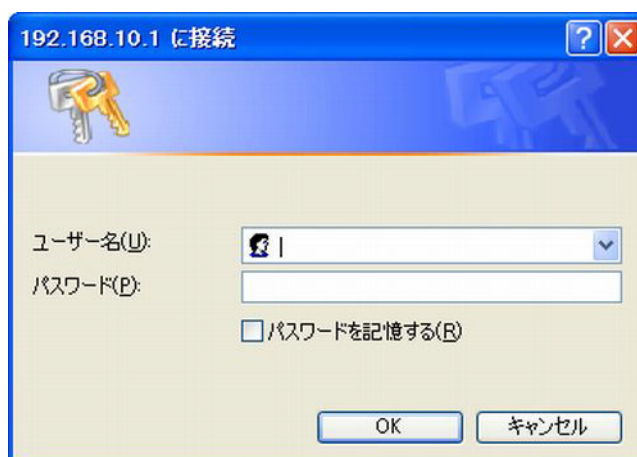 192.168.10.1 に接続
ユーザー名(U):
パスワード(P):
パスワードを記憶する(R)
OK
キャンセル